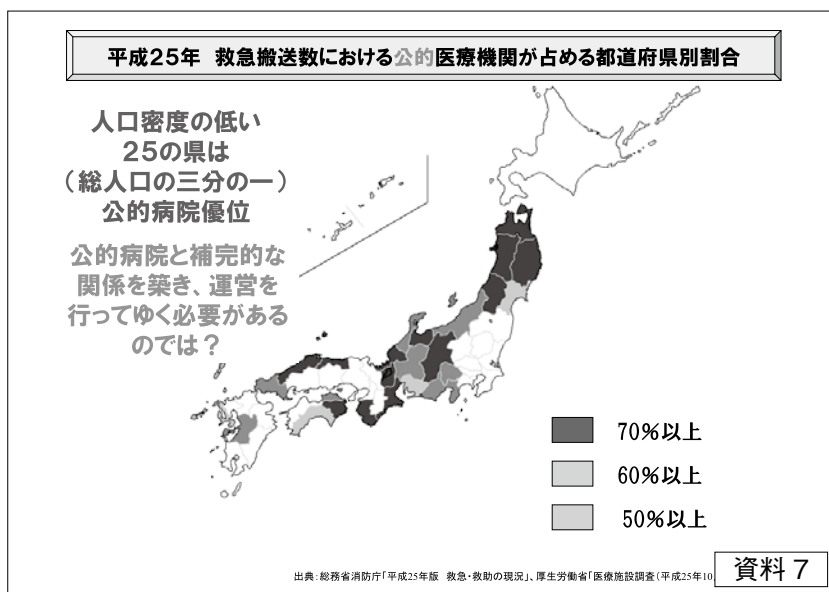 平成25年 救急搬送数における公的医療機関が占める都道府県別割合
人口密度の低い
25の県は
（総人口の三分の一）
公的病院優位
公的病院と補完的な
関係を築き、運営を
行ってゆく必要がある
のでは？
70%以上
60%以上
50%以上
出典：総務省消防庁「平成25年版 救急・救助の現況」、厚生労働省「医療施設調査（平成25年10
資料7